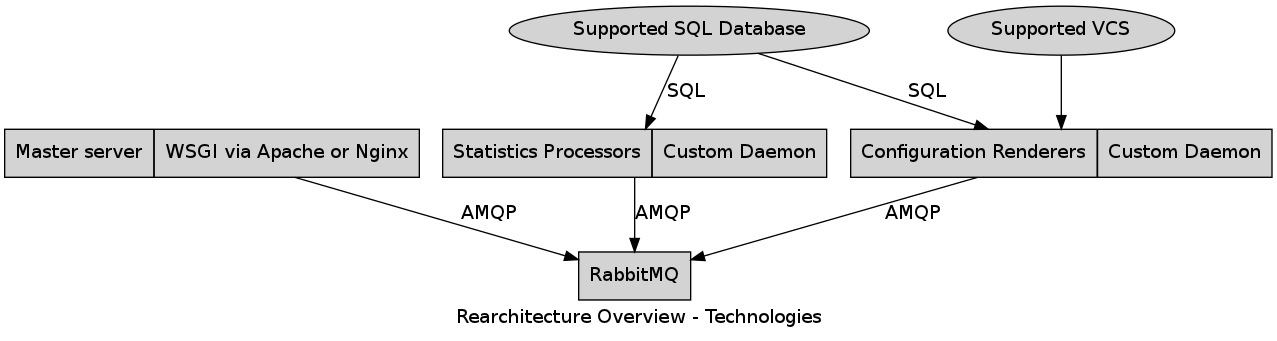 Supported SQL Database
Supported VCS
SQL
SQL
Master server
WSGI via Apache or Nginx
Statistics Processors
Custom Daemon
Configuration Renderers
Custom Daemon
AMQP
AMQP
AMQP
RabbitMQ
Rearchitecture Overview - Technologies